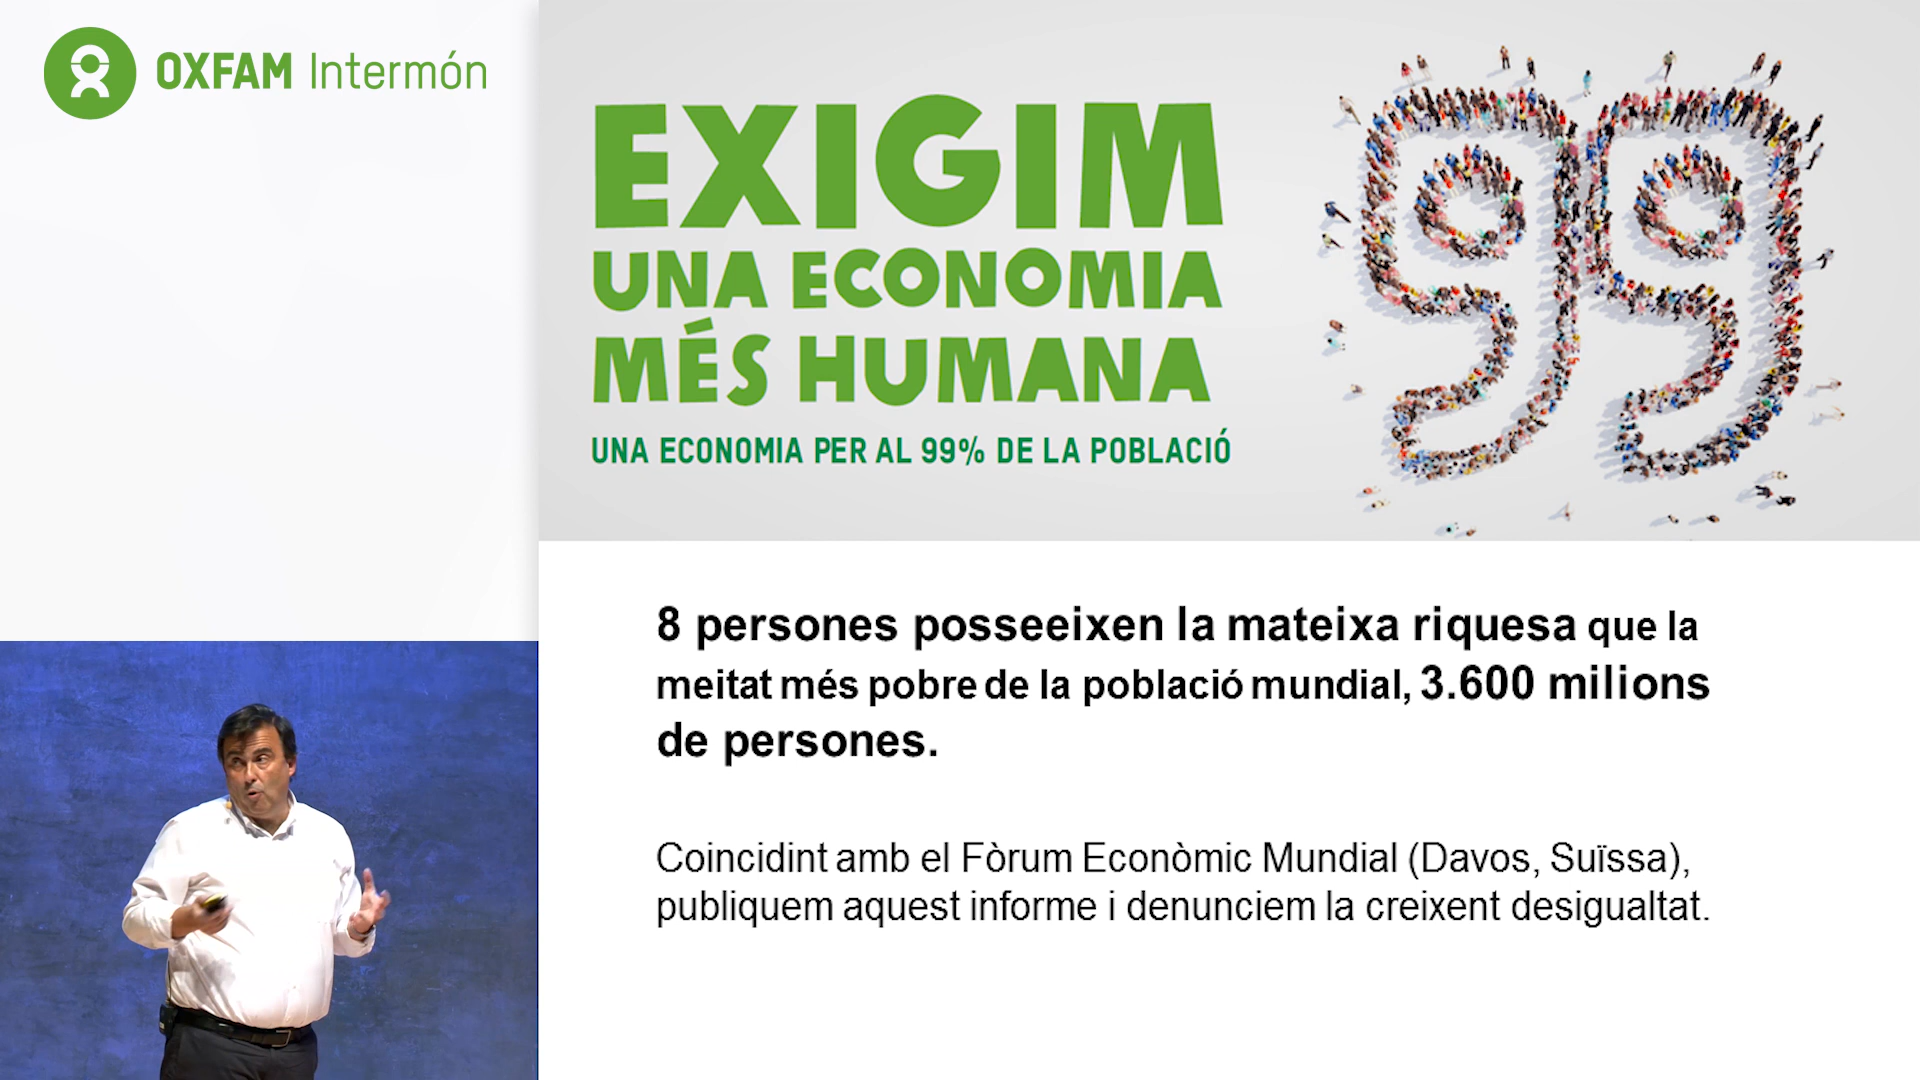 OXFAM Intermón
EXIGIM
UNA ECONOMIA
MÉS HUMANA
UNA ECONOMIA PER AL 99% DE LA POBLACIÓ
99
8 persones posseeixen la mateixa riquesa que la
meitat més pobre de la població mundial, 3.600 milions
de persones.
Coincidint amb el Fòrum Econòmic Mundial (Davos, Suïssa),
publiquem aquest informe i denunciem la creixent desigualtat.